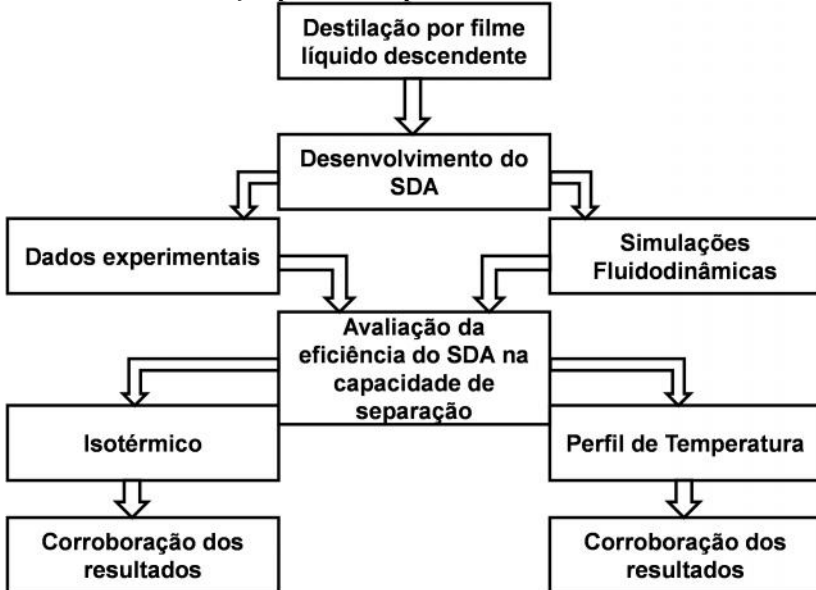 Destilação por filme
líquido descendente
Desenvolvimento do
SDA
Dados experimentais
Simulações
Fluidodinâmicas
Avaliação da
eficiência do SDA na
capacidade de
separação
Isotérmico
Perfil de Temperatura
Corroboração dos
resultados
Corroboração dos
resultados